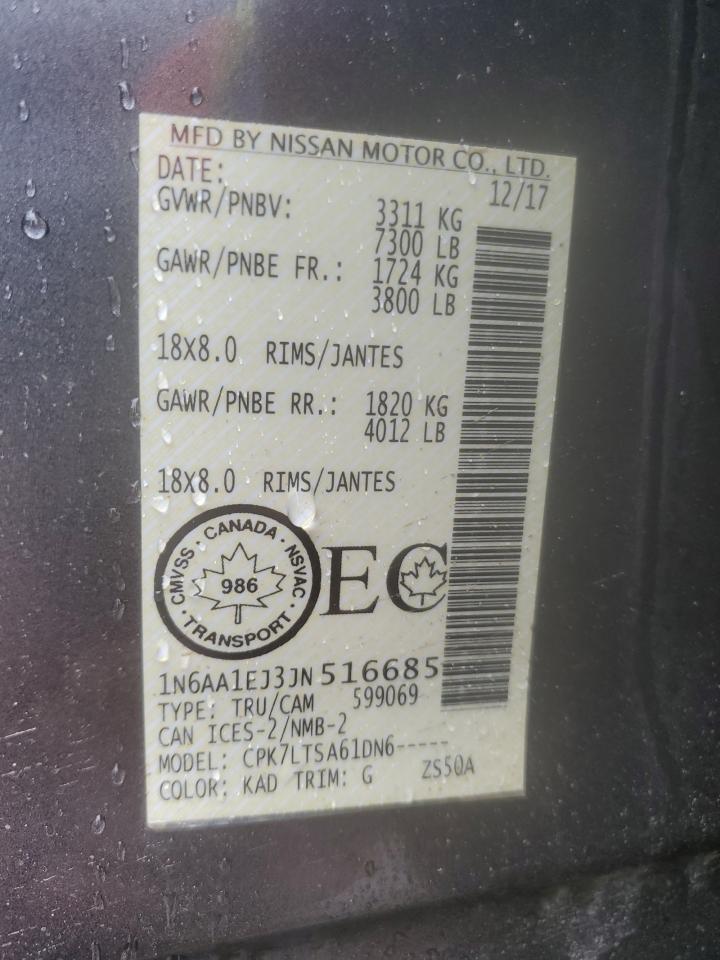 MFD BY NISSAN MOTOR CO., LTD.
DATE: 12/17
GVWR/PNBV: 3311 KG
7300 LB
GAWR/PNBE FR.: 1724 KG
3800 LB
18X8.0 RIMS/JANTES
GAWR/PNBE RR.: 1820 KG
4012 LB
18X8.0 RIMS/JANTES
CMVSS · CANADA · NSVAC · TRANSPORT ·
986
EC
1N6AA1EJ3JN516685
TYPE: TRU/CAM 599069
CAN ICES-2/NMB-2
MODEL: CPK7LTSA61DN6-----
COLOR: KAD TRIM: G ZS50A